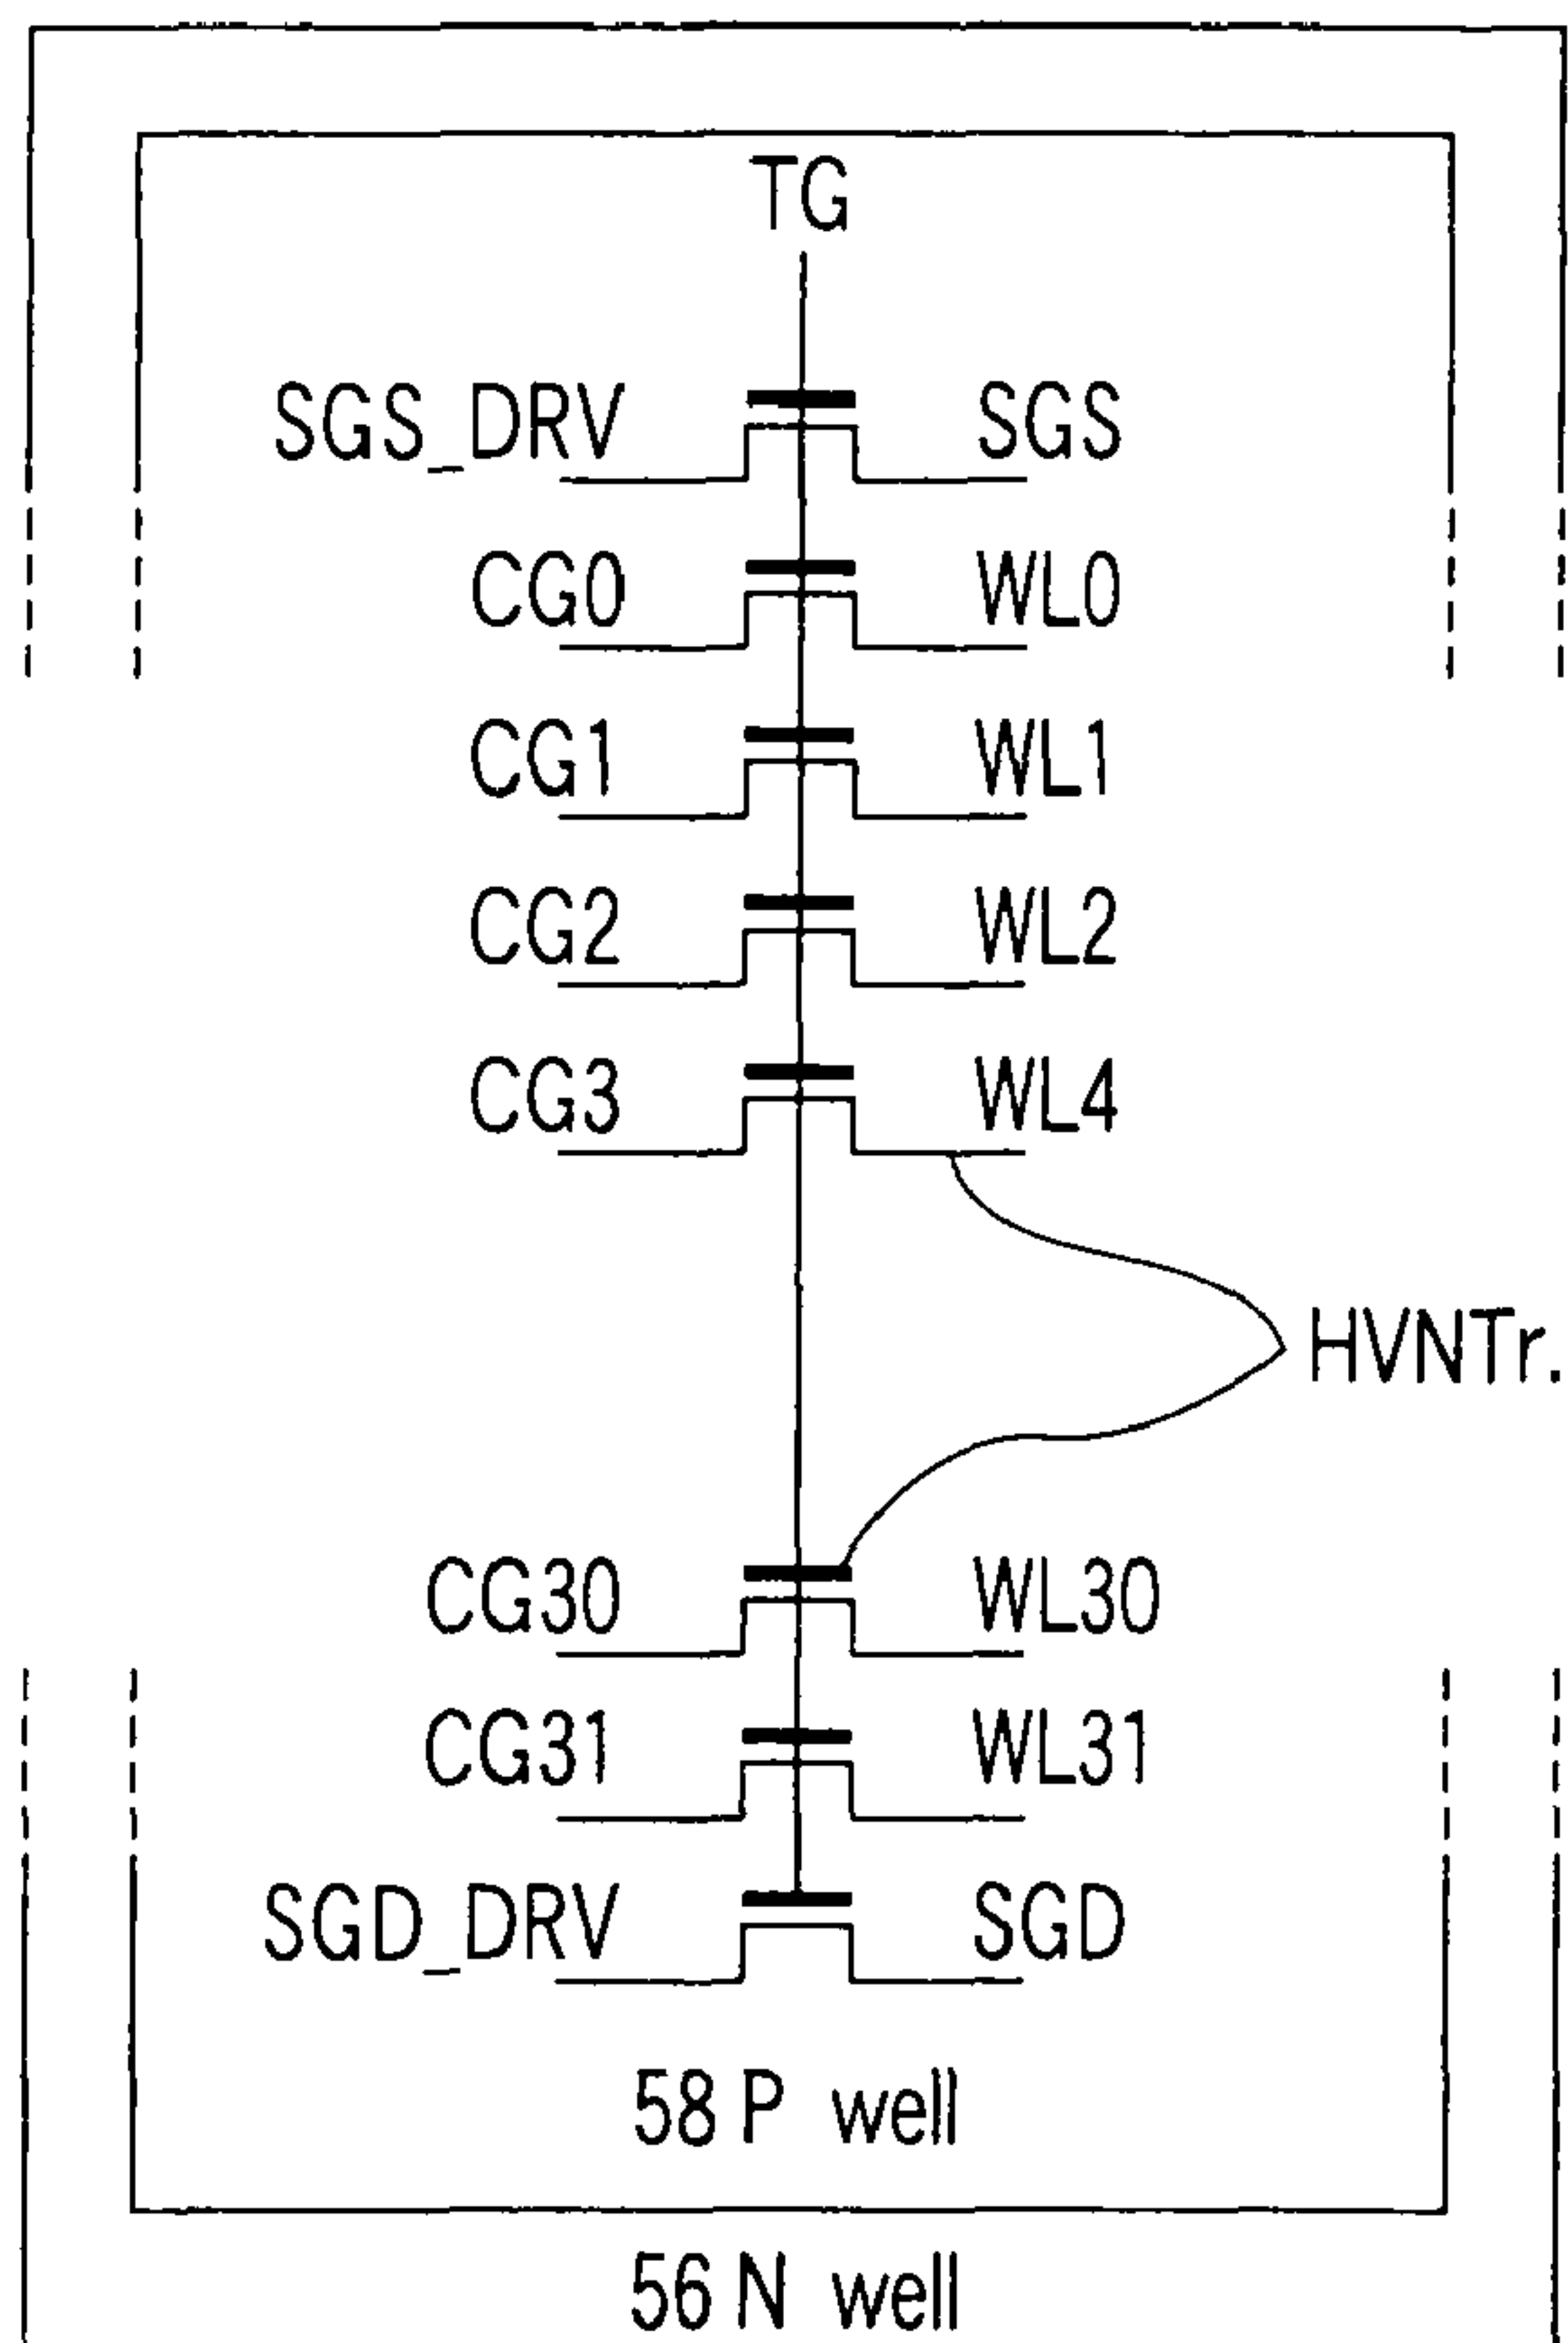 TG
SGS_DRV SGS
CG0 WL0
CG1 WL1
CG2 WL2
CG3 WL4
HVNTr.
CG30 WL30
CG31 WL31
SGD_DRV SGD
58 P well
56 N well